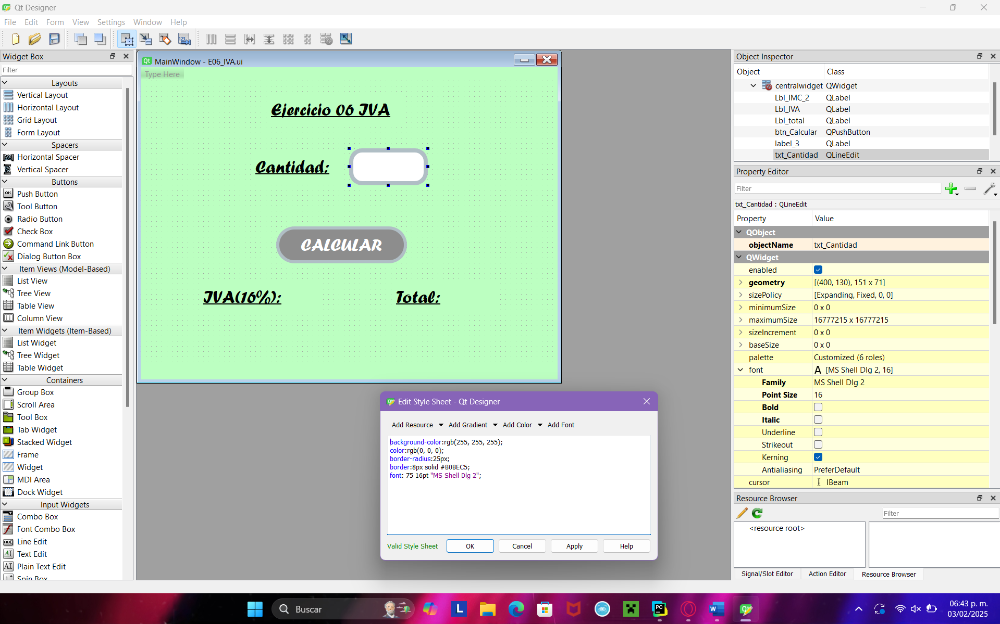 Qt Designer
File Edit Form View Settings Window Help
Widget Box
Filter
Layouts
Vertical Layout
Horizontal Layout
Grid Layout
Form Layout
Spacers
Horizontal Spacer
Vertical Spacer
Buttons
Push Button
Tool Button
Radio Button
Check Box
Command Link Button
Dialog Button Box
Item Views (Model-Based)
List View
Tree View
Table View
Column View
Item Widgets (Item-Based)
List Widget
Tree Widget
Table Widget
Containers
Group Box
Scroll Area
Tool Box
Tab Widget
Stacked Widget
Frame
Widget
MDI Area
Dock Widget
Input Widgets
Combo Box
Font Combo Box
Line Edit
Text Edit
Plain Text Edit
Spin Box
MainWindow - E06_IVA.ui
Type Here
Ejercicio 06 IVA
Cantidad:
CALCULAR
IVA(16%): Total:
Edit Style Sheet - Qt Designer
Add Resource Add Gradient Add Color Add Font
background-color:rgb(255, 255, 255);
color:rgb(0, 0, 0);
border-radius:25px;
border:8px solid #B0BEC5;
font: 75 16pt "MS Shell Dlg 2";
Valid Style Sheet OK Cancel Apply Help
Object Inspector
Object Class
centralwidget QWidget
Lbl_IMC_2 QLabel
Lbl_IVA QLabel
Lbl_total QLabel
btn_Calcular QPushButton
label_3 QLabel
txt_Cantidad QLineEdit
Property Editor
Filter
txt_Cantidad : QLineEdit
Property Value
QObject
objectName txt_Cantidad
QWidget
enabled
geometry [(400, 130), 151 x 71]
sizePolicy [Expanding, Fixed, 0, 0]
minimumSize 0 x 0
maximumSize 16777215 x 16777215
sizeIncrement 0 x 0
baseSize 0 x 0
palette Customized (6 roles)
font A [MS Shell Dlg 2, 16]
Family MS Shell Dlg 2
Point Size 16
Bold
Italic
Underline
Strikeout
Kerning
Antialiasing PreferDefault
cursor IBeam
Resource Browser
Filter
<resource root>
Signal/Slot Editor Action Editor Resource Browser
Buscar
06:43 p. m.
03/02/2025